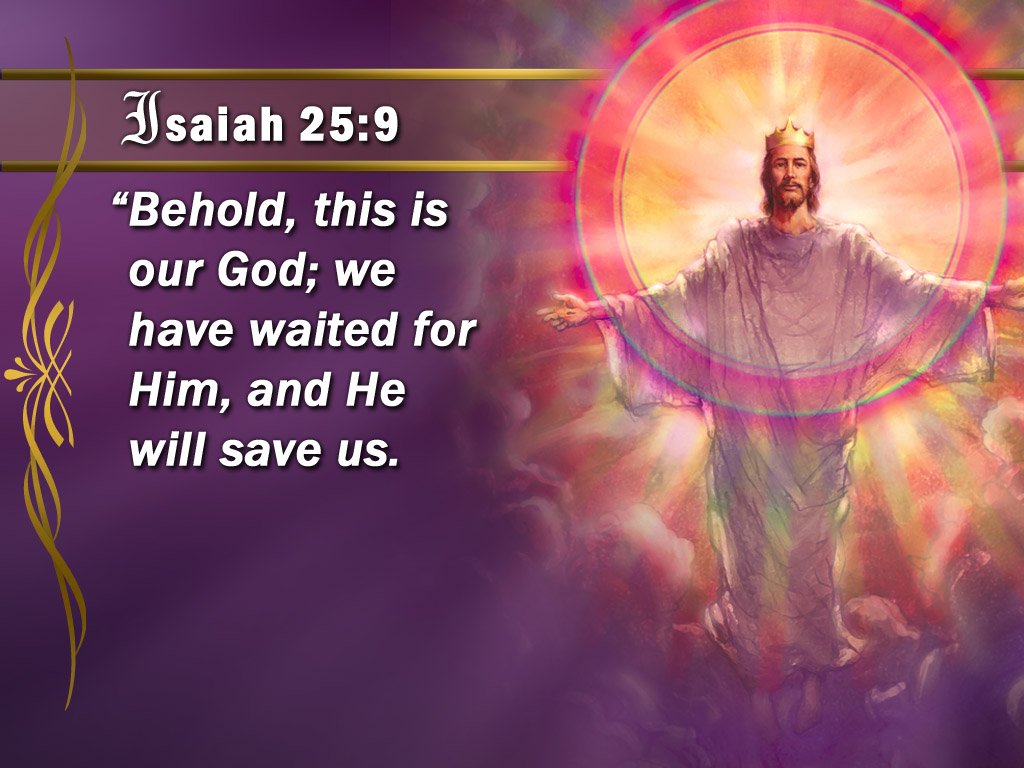 Isaiah 25:9
“Behold, this is
our God; we
have waited for
Him, and He
will save us.